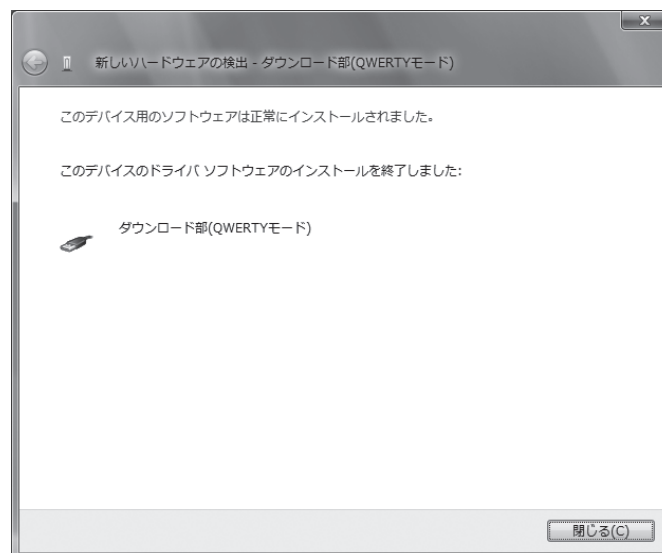 新しいハードウェアの検出 - ダウンロード部(QWERTYモード)
このデバイス用のソフトウェアは正常にインストールされました。
このデバイスのドライバ ソフトウェアのインストールを終了しました:
ダウンロード部(QWERTYモード)
閉じる(C)